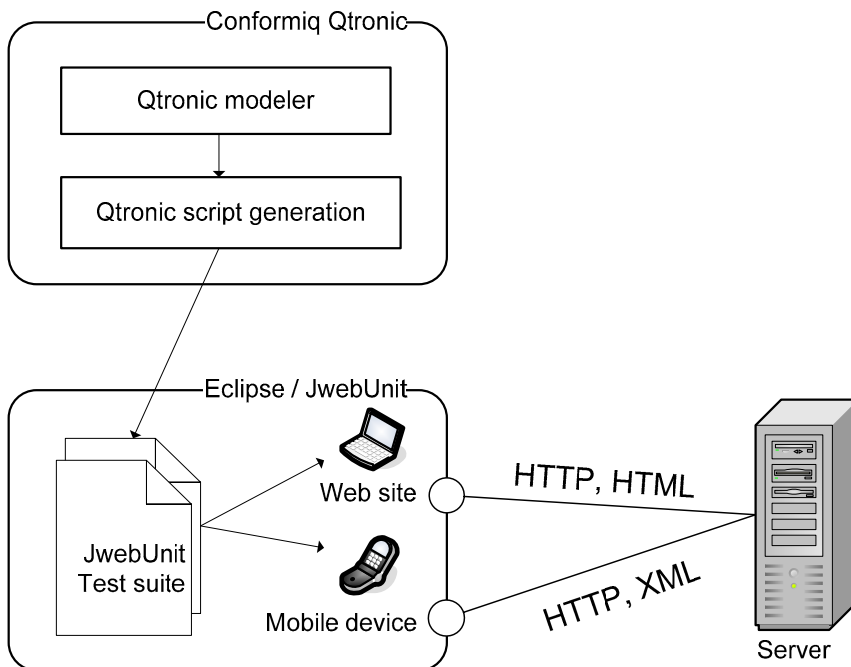 Conformiq Qtronic
Qtronic modeler
Qtronic script generation
Eclipse / JwebUnit
Web site
HTTP, HTML
JwebUnit
Test suite
Mobile device
HTTP, XML
Server